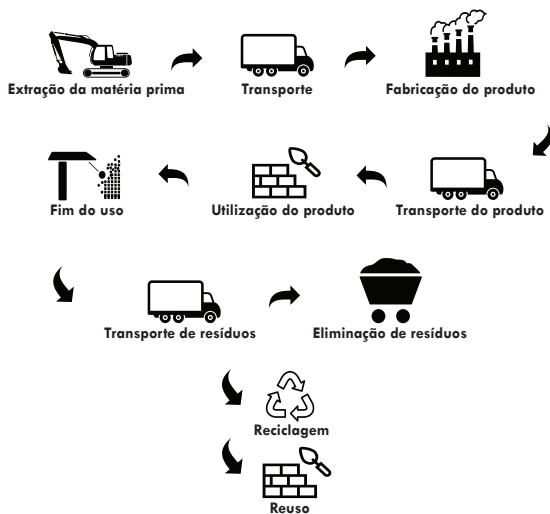 Extração da matéria prima
Transporte
Fabricação do produto
Fim do uso
Utilização do produto
Transporte do produto
Transporte de resíduos
Eliminação de resíduos
Reciclagem
Reuso